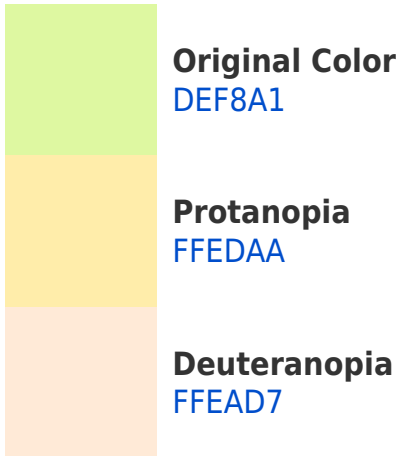 Original Color
DEF8A1
Protanopia
FFEDAA
Deuteranopia
FFEAD7